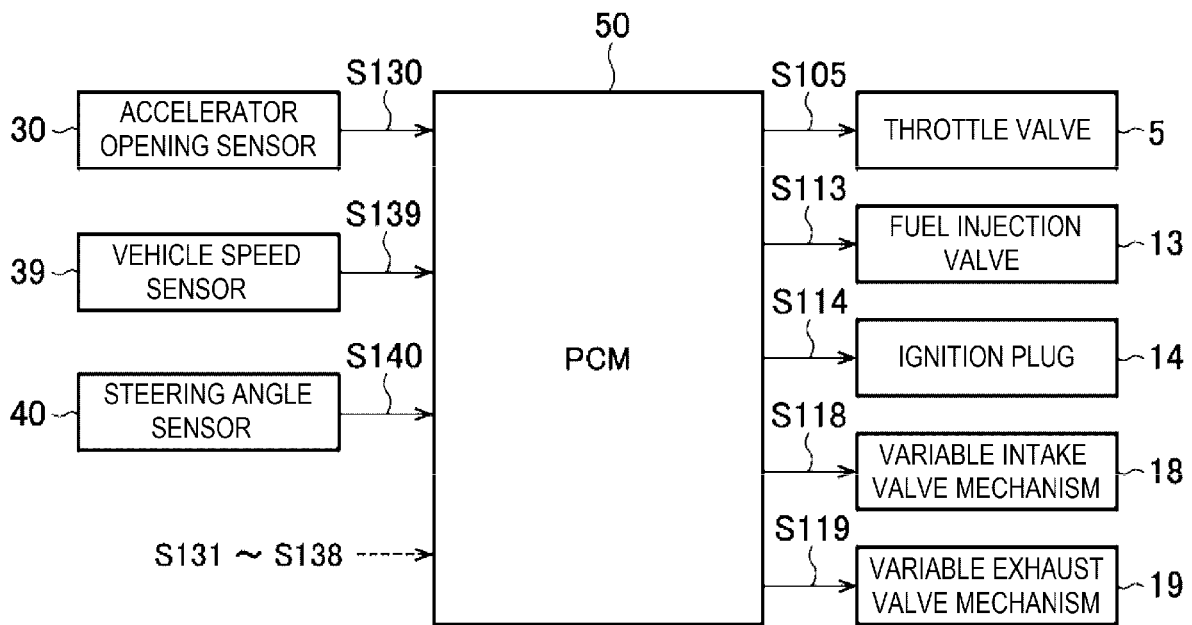 50
S130
ACCELERATOR
OPENING SENSOR
30
S139
VEHICLE SPEED
SENSOR
39
S140
STEERING ANGLE
SENSOR
40
S131 ~ S138
PCM
S105
THROTTLE VALVE
5
S113
FUEL INJECTION
VALVE
13
S114
IGNITION PLUG
14
S118
VARIABLE INTAKE
VALVE MECHANISM
18
S119
VARIABLE EXHAUST
VALVE MECHANISM
19